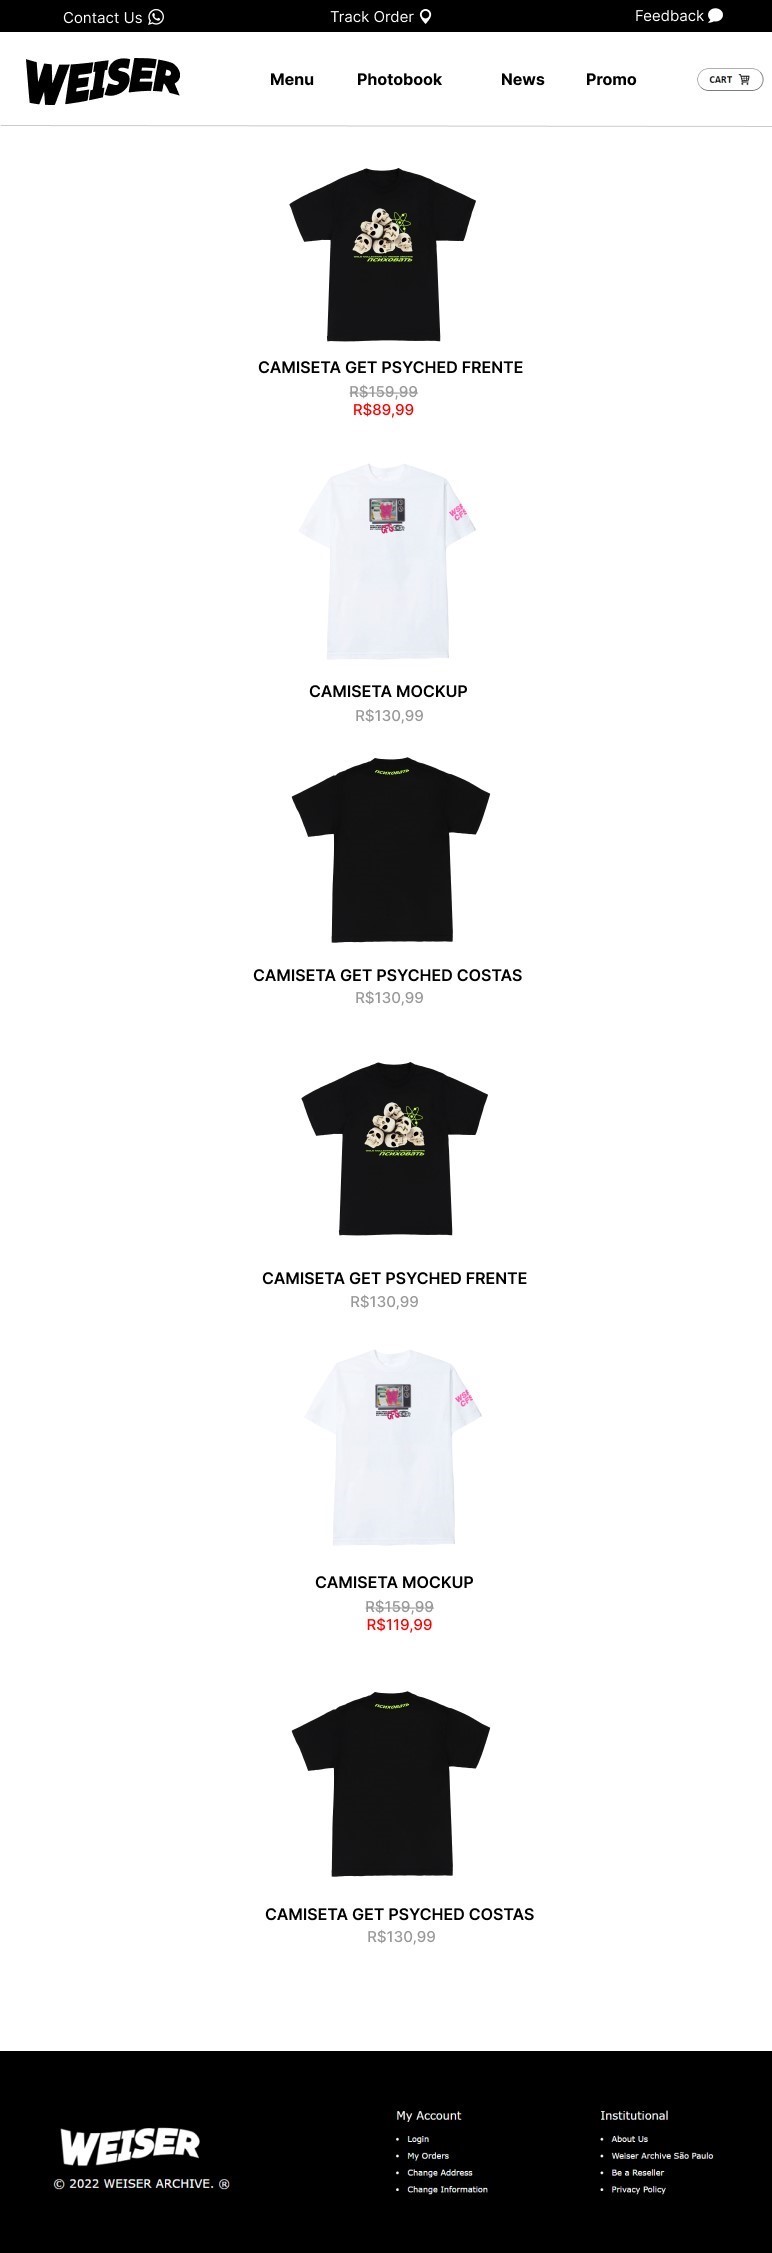 Contact Us
Track Order
Feedback
WEISER
Menu
Photobook
News
Promo
CART
ПСИХОВАТЬ
CAMISETA GET PSYCHED FRENTE
R$159,99
R$89,99
CAMISETA MOCKUP
R$130,99
ПСИХОВАТЬ
CAMISETA GET PSYCHED COSTAS
R$130,99
ПСИХОВАТЬ
CAMISETA GET PSYCHED FRENTE
R$130,99
CAMISETA MOCKUP
R$159,99
R$119,99
ПСИХОВАТЬ
CAMISETA GET PSYCHED COSTAS
R$130,99
WEISER
© 2022 WEISER ARCHIVE. ®
My Account
Login
My Orders
Change Address
Change Information
Institutional
About Us
Weiser Archive São Paulo
Be a Reseller
Privacy Policy